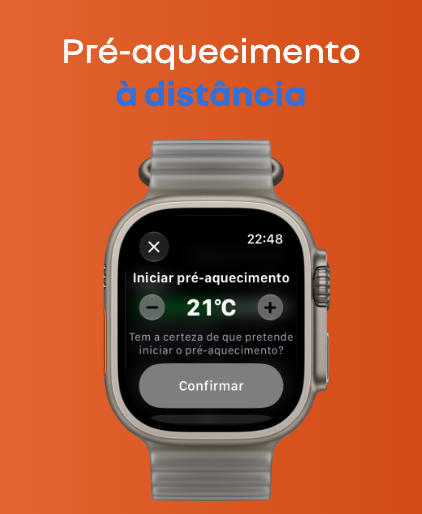 Pré-aquecimento
à distância
22:48
Iniciar pré-aquecimento
21°C
Tem a certeza de que pretende
iniciar o pré-aquecimento?
Confirmar